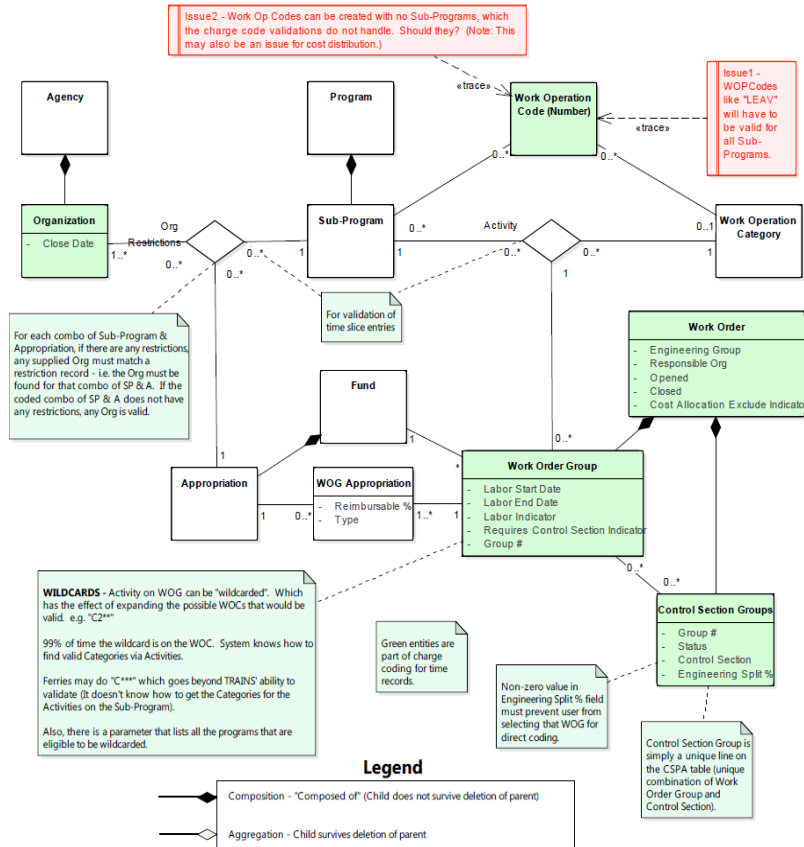 Issue2 - Work Op Codes can be created with no Sub-Programs, which
the charge code validations do not handle. Should they? (Note: This
may also be an issue for cost distribution.)
Agency
Program
«trace»
Work Operation
Code (Number)
«trace»
Issue1 -
WOPCodes
like "LEAV"
will have to
be valid for
all Sub-
Programs.
0..*
0..*
Organization
- Close Date
Org
Restrictions
Sub-Program
0..*
Activity
0..1
Work Operation
Category
1..*
0..*
0..*
0..*
1
1
0..*
0..*
1
1
For each combo of Sub-Program &
Appropriation, if there are any restrictions,
any supplied Org must match a
restriction record - i.e. the Org must be
found for that combo of SP & A. If the
coded combo of SP & A does not have
any restrictions, any Org is valid.
For validation of
time slice entries
Work Order
- Engineering Group
- Responsible Org
- Opened
- Closed
- Cost Allocation Exclude Indicator
Fund
1
0..*
*
1
Appropriation
WOG Appropriation
- Reimbursable %
- Type
1
0..*
1..*
1
Work Order Group
- Labor Start Date
- Labor End Date
- Labor Indicator
- Requires Control Section Indicator
- Group #
0..*
0..*
WILDCARDS - Activity on WOG can be "wildcarded". Which
has the effect of expanding the possible WOCs that would be
valid. e.g. "C2**"
99% of time the wildcard is on the WOC. System knows how to
find valid Categories via Activities.
Ferries may do "C***" which goes beyond TRAINS' ability to
validate (It doesn't know how to get the Categories for the
Activities on the Sub-Program).
Also, there is a parameter that lists all the programs that are
eligible to be wildcarded.
Green entities are
part of charge
coding for time
records.
Control Section Groups
- Group #
- Status
- Control Section
- Engineering Split %
Non-zero value in
Engineering Split % field
must prevent user from
selecting that WOG for
direct coding.
Control Section Group is
simply a unique line on
the CSPA table (unique
combination of Work
Order Group and
Control Section).
Legend
Composition - "Composed of" (Child does not survive deletion of parent)
Aggregation - Child survives deletion of parent